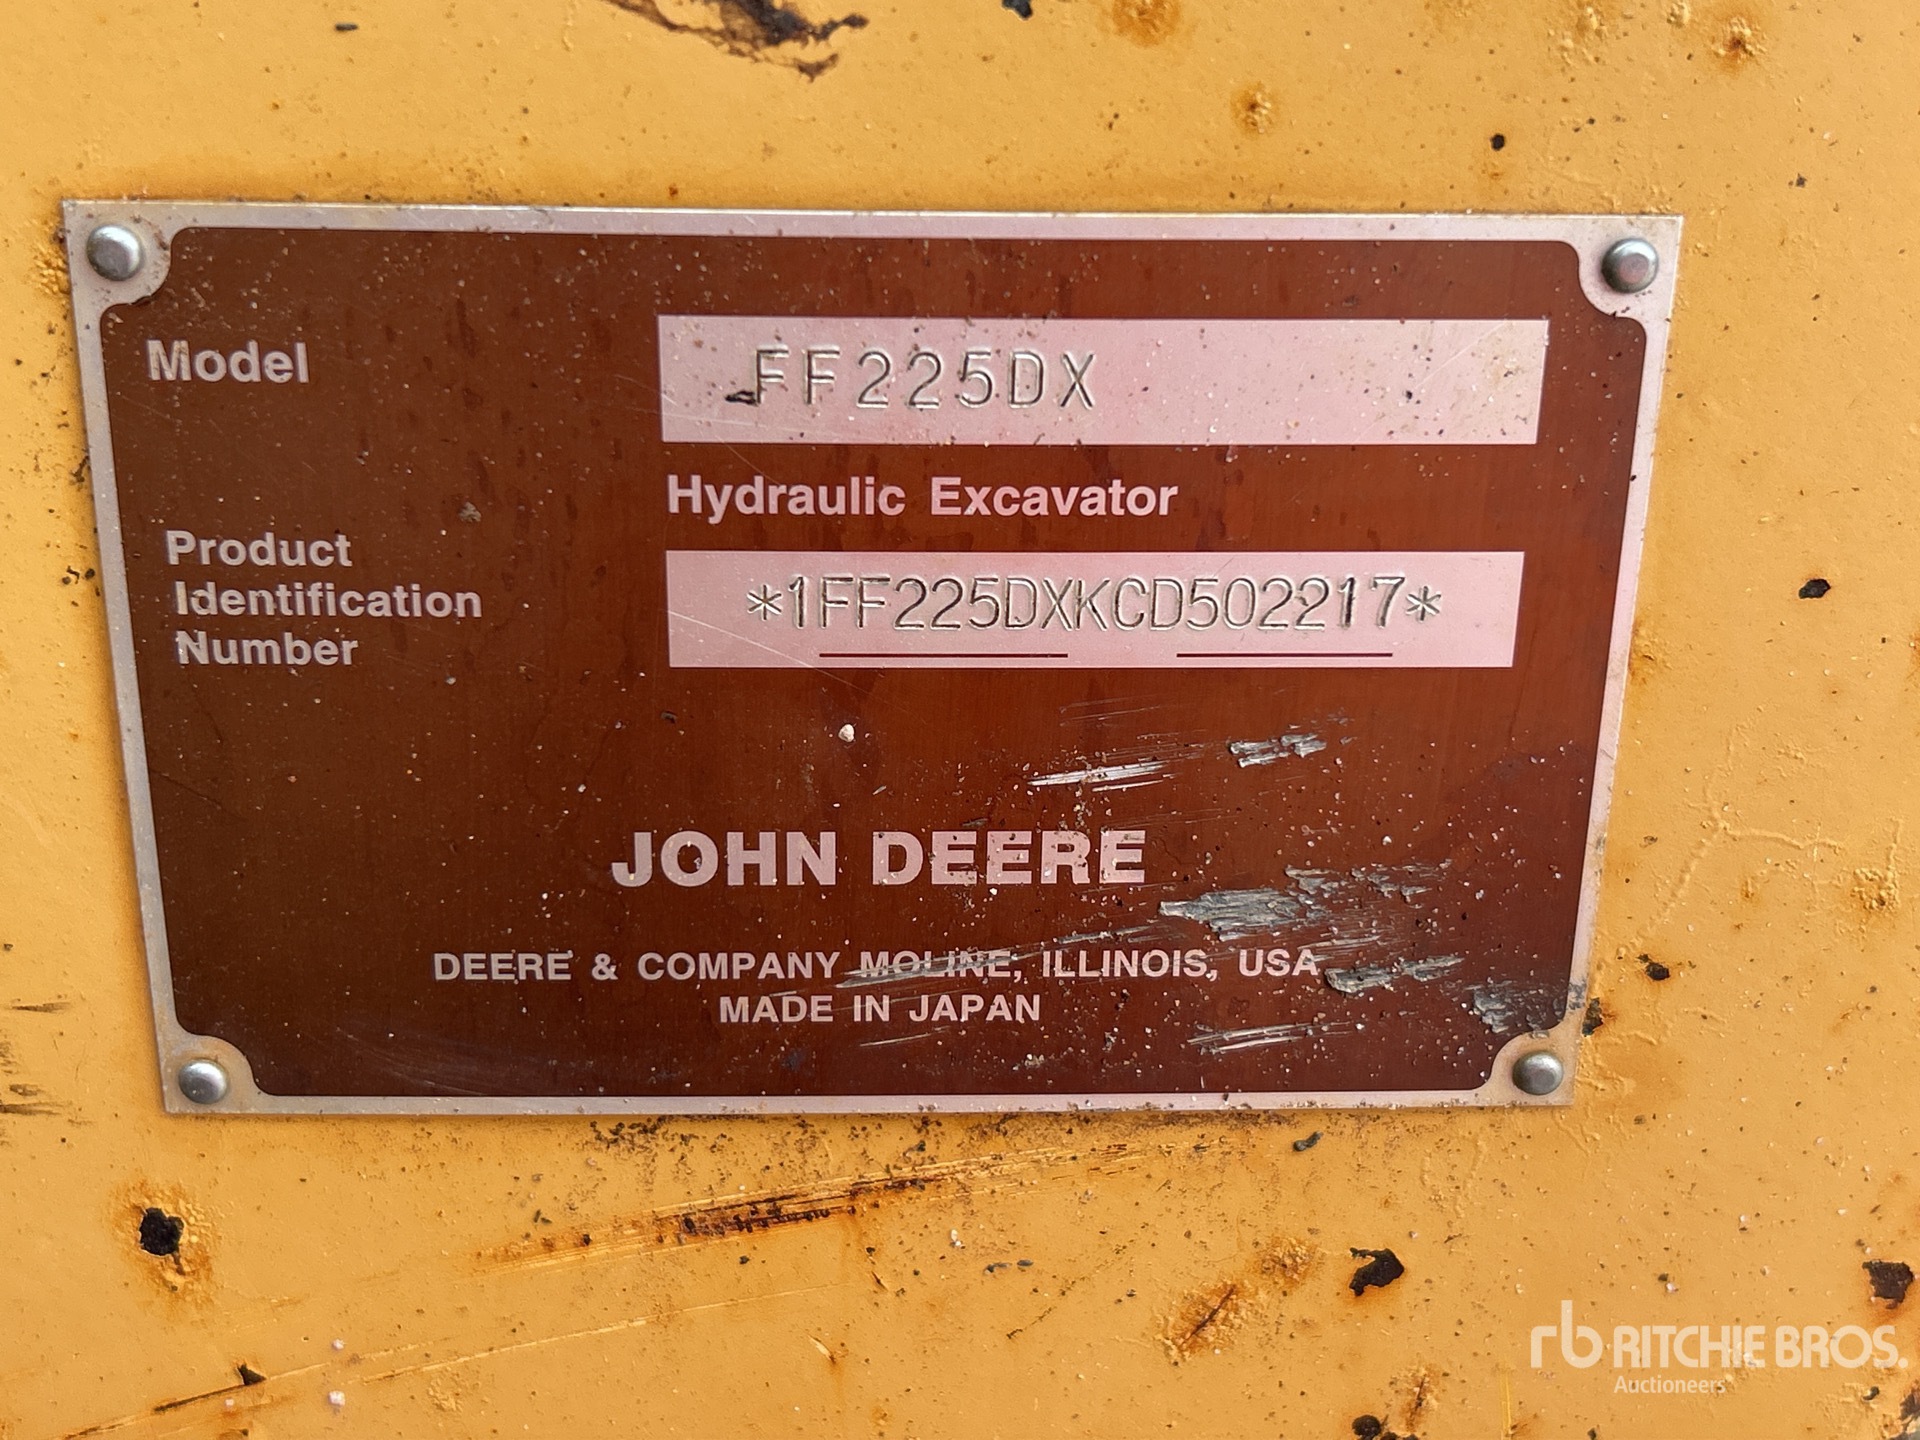 Model
FF225DX
Hydraulic Excavator
Product
Identification
Number
*1FF225DXKCD502217*
JOHN DEERE
DEERE & COMPANY MOLINE, ILLINOIS, USA
MADE IN JAPAN
rb RITCHIE BROS.
Auctioneers